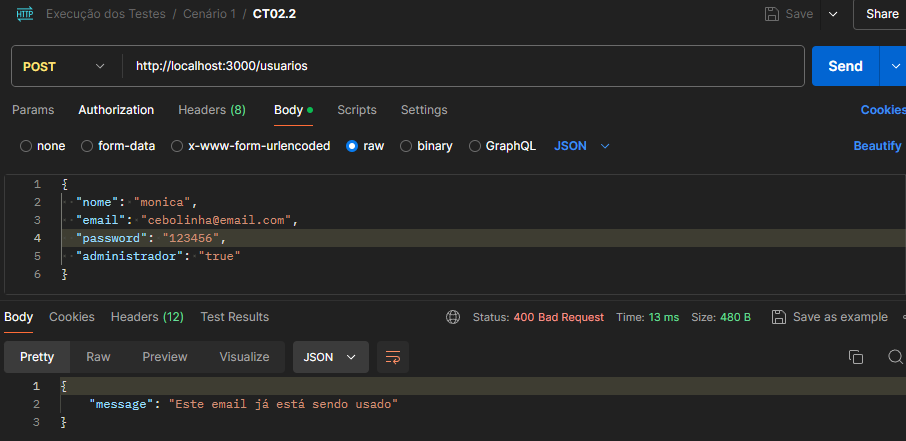 HTTP Execução dos Testes / Cenário 1 / CT02.2 Save Share
POST http://localhost:3000/usuarios Send
Params Authorization Headers (8) Body Scripts Settings Cookies
none form-data x-www-form-urlencoded raw binary GraphQL JSON Beautify
1 {
2 "nome": "monica",
3 "email": "cebolinha@email.com",
4 "password": "123456",
5 "administrador": "true"
6 }
Body Cookies Headers (12) Test Results Status: 400 Bad Request Time: 13 ms Size: 480 B Save as example
Pretty Raw Preview Visualize JSON
1 {
2 "message": "Este email já está sendo usado"
3 }